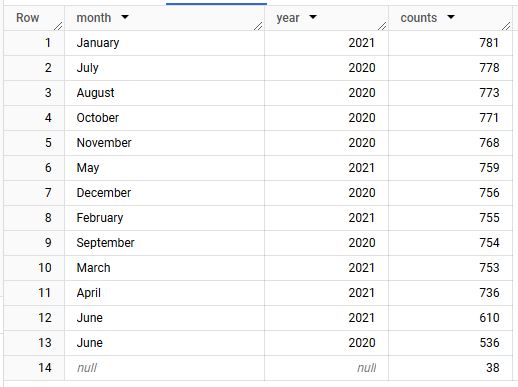 Row month year counts
1 January 2021 781
2 July 2020 778
3 August 2020 773
4 October 2020 771
5 November 2020 768
6 May 2021 759
7 December 2020 756
8 February 2021 755
9 September 2020 754
10 March 2021 753
11 April 2021 736
12 June 2021 610
13 June 2020 536
14 null null 38